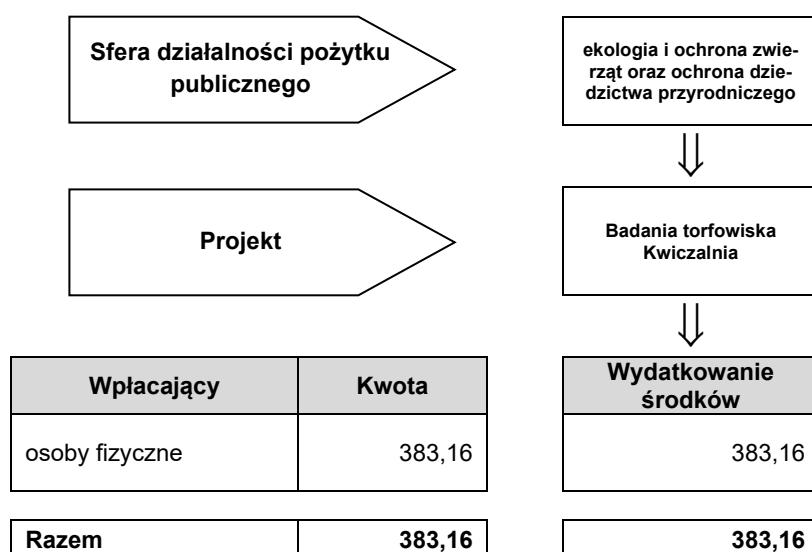 Sfera działalności pożytku
publicznego
ekologia i ochrona zwie-
rząt oraz ochrona dzie-
dzictwa przyrodniczego
Projekt
Badania torfowiska
Kwiczalnia
Wpłacający Kwota Wydatkowanie
środków
osoby fizyczne 383,16 383,16
Razem 383,16 383,16